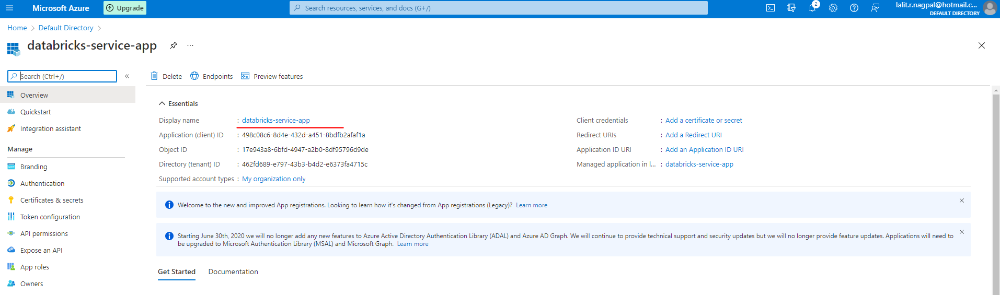 Microsoft Azure
Upgrade
Search resources, services, and docs (G+/)
2
lalit.r.nagpal@hotmail.c...
DEFAULT DIRECTORY
Home > Default Directory >
databricks-service-app
...
Search (Ctrl+/)
«
Delete
Endpoints
Preview features
Overview
Quickstart
Integration assistant
Manage
Branding
Authentication
Certificates & secrets
Token configuration
API permissions
Expose an API
App roles
Owners
Essentials
Display name : databricks-service-app
Application (client) ID : 498c08c6-8d4e-432d-a451-8bdfb2afaf1a
Object ID : 17e943a8-6bfd-4947-a2b0-8df95796d9de
Directory (tenant) ID : 462fd689-e797-43b3-b4d2-e6373fa4715c
Supported account types : My organization only
Client credentials : Add a certificate or secret
Redirect URIs : Add a Redirect URI
Application ID URI : Add an Application ID URI
Managed application in l... : databricks-service-app
Welcome to the new and improved App registrations. Looking to learn how it's changed from App registrations (Legacy)? Learn more
Starting June 30th, 2020 we will no longer add any new features to Azure Active Directory Authentication Library (ADAL) and Azure AD Graph. We will continue to provide technical support and security updates but we will no longer provide feature updates. Applications will need to
be upgraded to Microsoft Authentication Library (MSAL) and Microsoft Graph. Learn more
Get Started
Documentation